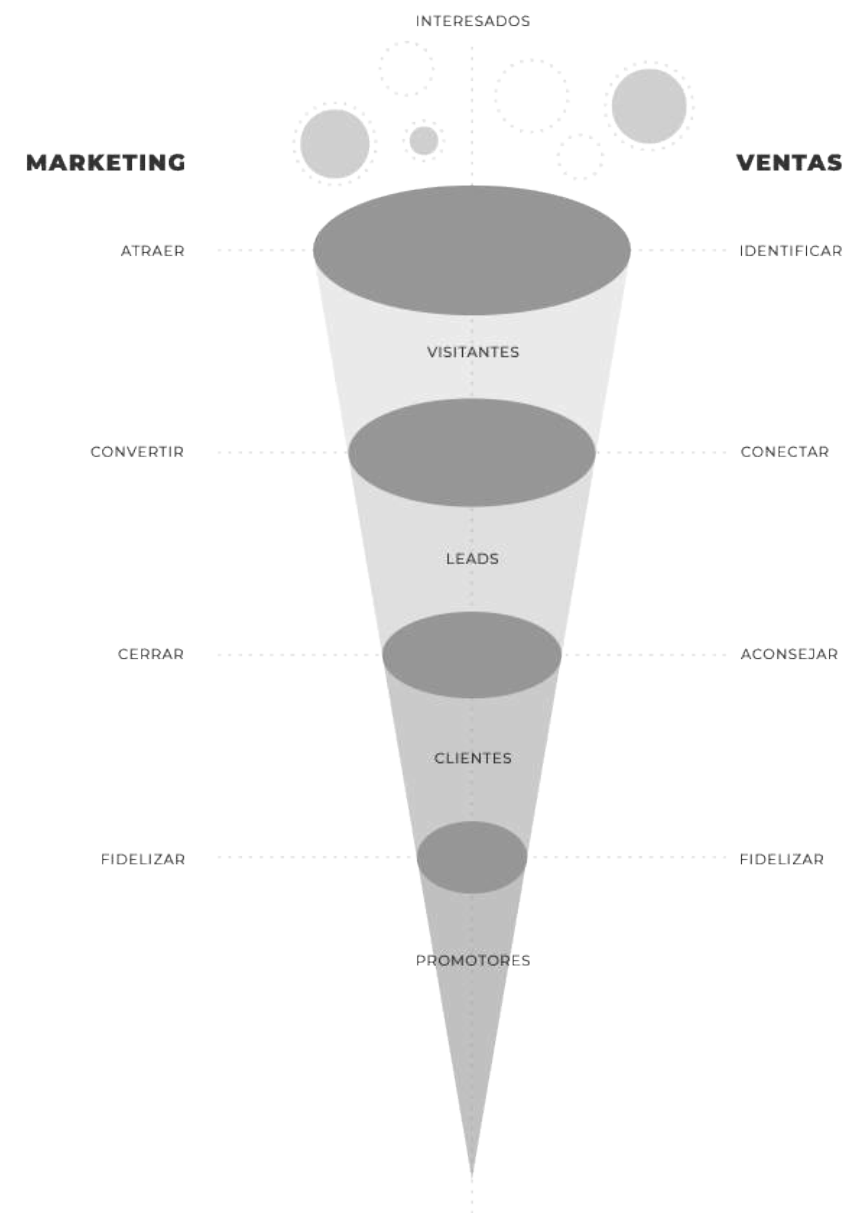 INTERESADOS
MARKETING
VENTAS
ATRAER
IDENTIFICAR
VISITANTES
CONVERTIR
CONECTAR
LEADS
CERRAR
ACONSEJAR
CLIENTES
FIDELIZAR
FIDELIZAR
PROMOTORES